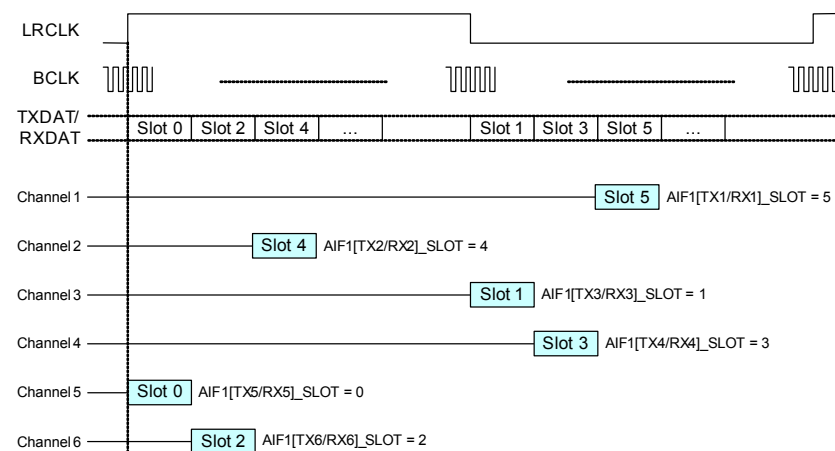 LRCLK
BCLK
TXDAT/
RXDAT
Slot 0 Slot 2 Slot 4 ... Slot 1 Slot 3 Slot 5 ...
Channel 1 Slot 5 AIF1[TX1/RX1]_SLOT = 5
Channel 2 Slot 4 AIF1[TX2/RX2]_SLOT = 4
Channel 3 Slot 1 AIF1[TX3/RX3]_SLOT = 1
Channel 4 Slot 3 AIF1[TX4/RX4]_SLOT = 3
Channel 5 Slot 0 AIF1[TX5/RX5]_SLOT = 0
Channel 6 Slot 2 AIF1[TX6/RX6]_SLOT = 2